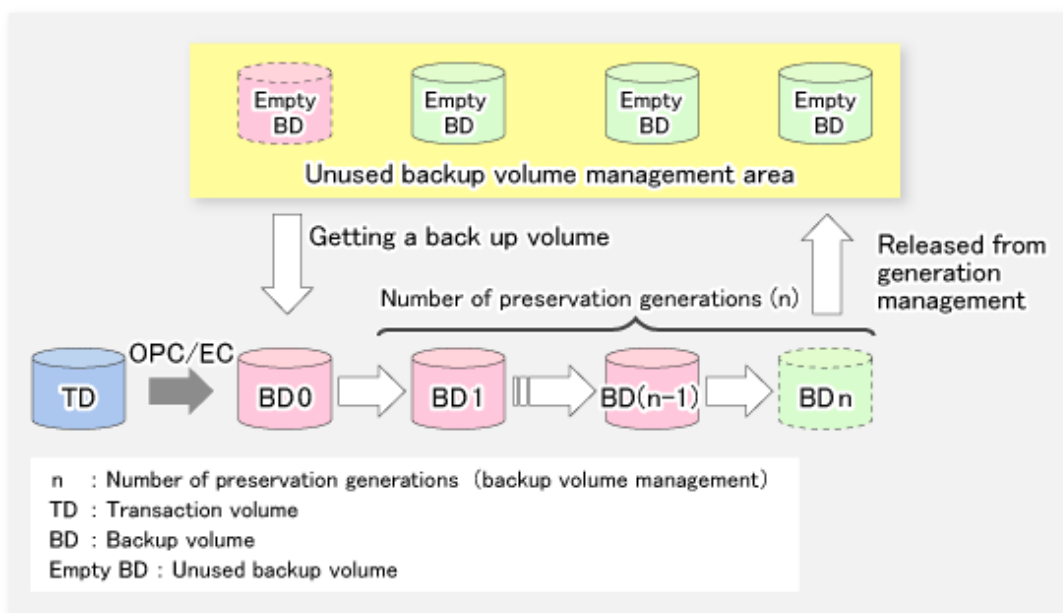 Empty
BD
Empty
BD
Empty
BD
Empty
BD
Unused backup volume management area
Getting a back up volume
Released from
generation
management
Number of preservation generations (n)
OPC/EC
TD
BD0
BD1
BD(n-1)
BDn
n : Number of preservation generations (backup volume management)
TD : Transaction volume
BD : Backup volume
Empty BD : Unused backup volume